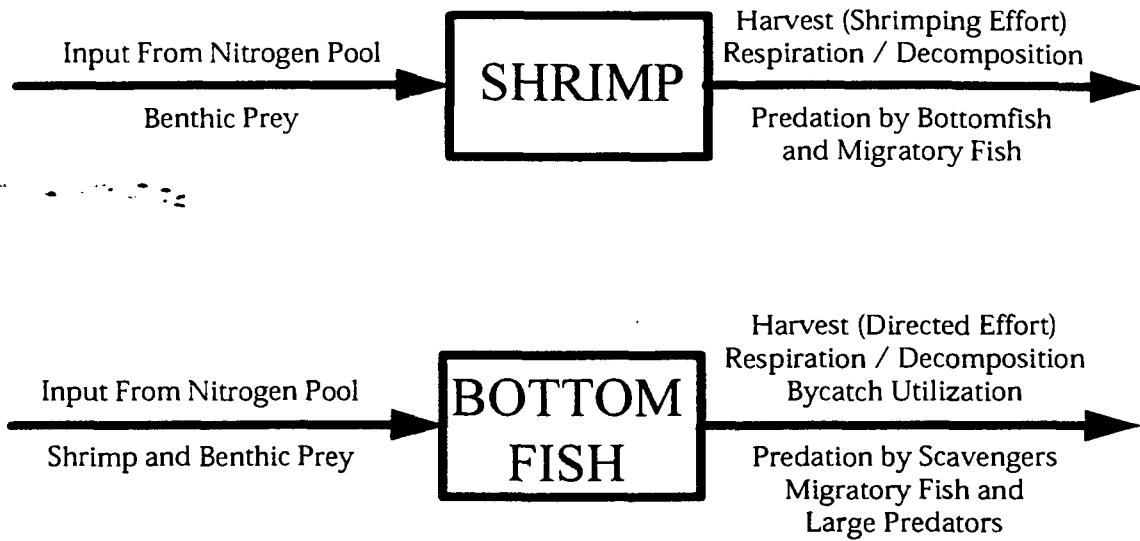 Input From Nitrogen Pool
Benthic Prey
SHRIMP
Harvest (Shrimping Effort)
Respiration / Decomposition
Predation by Bottomfish
and Migratory Fish
Input From Nitrogen Pool
Shrimp and Benthic Prey
BOTTOM
FISH
Harvest (Directed Effort)
Respiration / Decomposition
Bycatch Utilization
Predation by Scavengers
Migratory Fish and
Large Predators